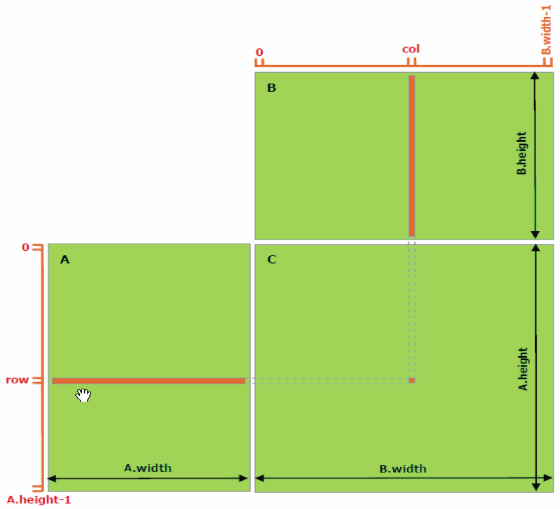 B.width-1
0
col
B
B.height
0
A
C
A.height
row
A.width
B.width
A.height-1